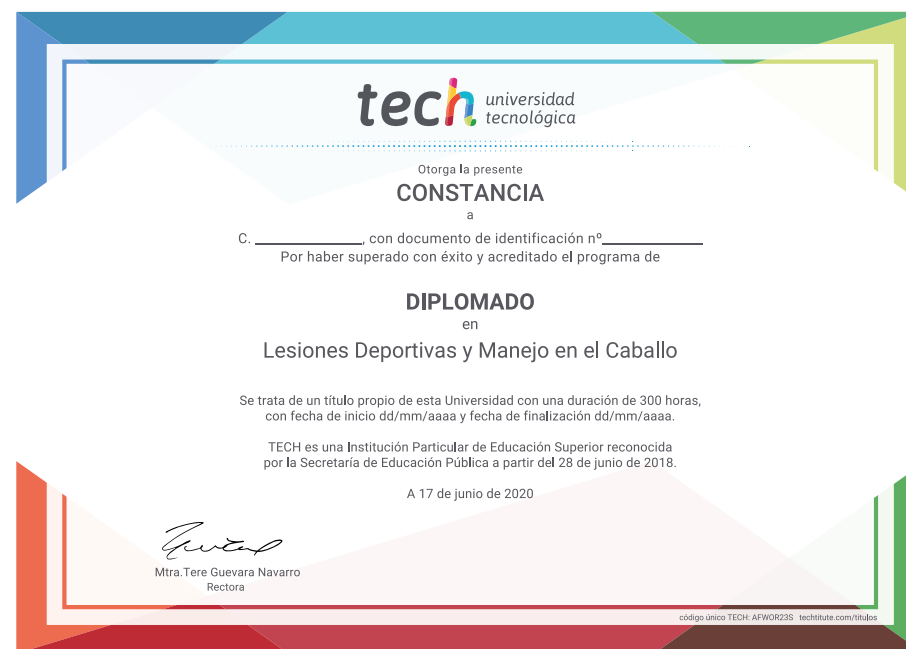 tech universidad
tecnológica
Otorga la presente
CONSTANCIA
a
C. ______________, con documento de identificación nº_____________
Por haber superado con éxito y acreditado el programa de
DIPLOMADO
en
Lesiones Deportivas y Manejo en el Caballo
Se trata de un título propio de esta Universidad con una duración de 300 horas,
con fecha de inicio dd/mm/aaaa y fecha de finalización dd/mm/aaaa.
TECH es una Institución Particular de Educación Superior reconocida
por la Secretaría de Educación Pública a partir del 28 de junio de 2018.
A 17 de junio de 2020
Mtra.Tere Guevara Navarro
Rectora
código único TECH: AFWOR23S techtitute.com/titulos